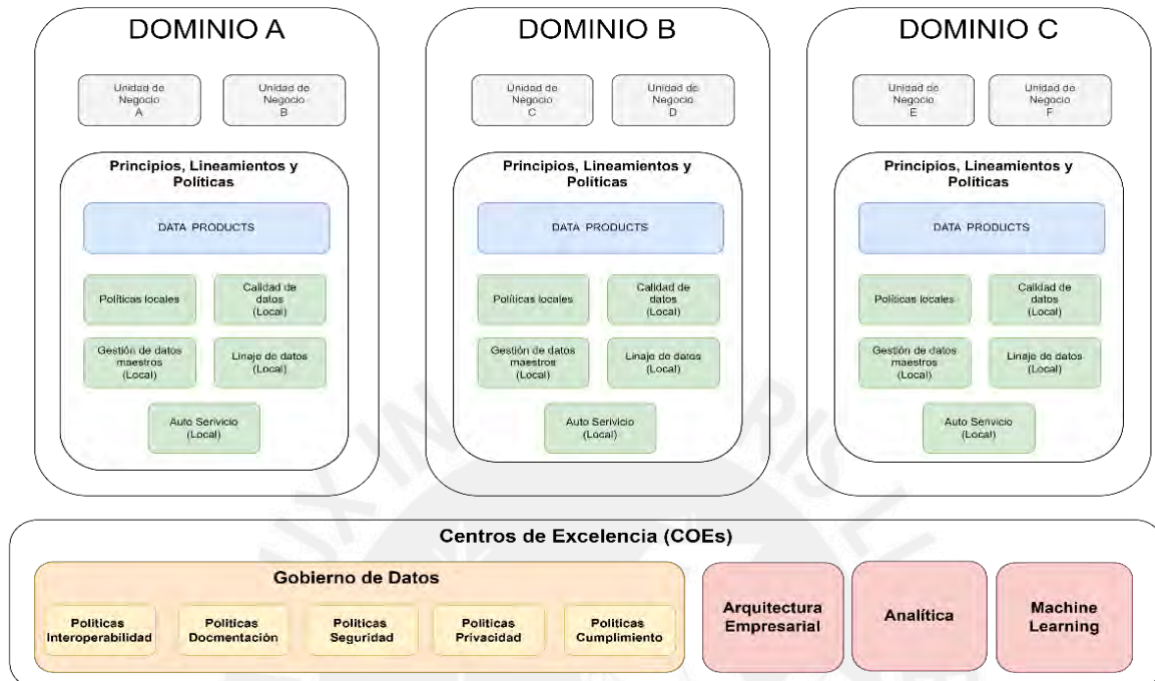 DOMINIO A
Unidad de
Negocio
A
Unidad de
Negocio
B
Principios, Lineamientos y
Políticas
DATA PRODUCTS
Políticas locales
Calidad de
datos
(Local)
Gestión de datos
maestros
(Local)
Linaje de datos
(Local)
Auto Serivicio
(Local)
DOMINIO B
Unidad de
Negocio
C
Unidad de
Negocio
D
Principios, Lineamientos y
Políticas
DATA PRODUCTS
Políticas locales
Calidad de
datos
(Local)
Gestión de datos
maestros
(Local)
Linaje de datos
(Local)
Auto Serivicio
(Local)
DOMINIO C
Unidad de
Negocio
E
Unidad de
Negocio
F
Principios, Lineamientos y
Políticas
DATA PRODUCTS
Políticas locales
Calidad de
datos
(Local)
Gestión de datos
maestros
(Local)
Linaje de datos
(Local)
Auto Serivicio
(Local)
Centros de Excelencia (COEs)
Gobierno de Datos
Políticas
Interoperabilidad
Políticas
Docmentación
Políticas
Seguridad
Políticas
Privacidad
Políticas
Cumplimiento
Arquitectura
Empresarial
Analítica
Machine
Learning